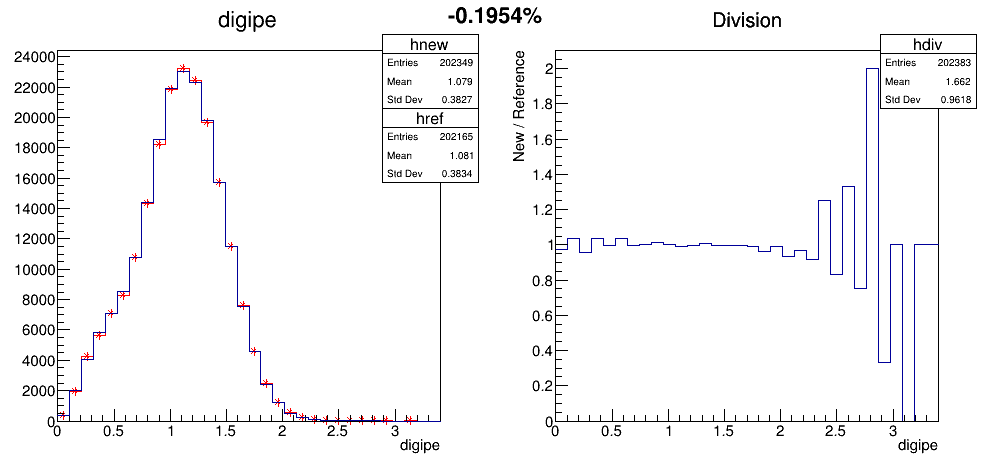 -0.1954%
digipe
hnew
Entries 202349
Mean 1.079
Std Dev 0.3827
href
Entries 202165
Mean 1.081
Std Dev 0.3834
24000
22000
20000
18000
16000
14000
12000
10000
8000
6000
4000
2000
0
0 0.5 1 1.5 2 2.5 3
digipe
Division
hdiv
Entries 202383
Mean 1.662
Std Dev 0.9618
New / Reference
2
1.8
1.6
1.4
1.2
1
0.8
0.6
0.4
0.2
0
0 0.5 1 1.5 2 2.5 3
digipe